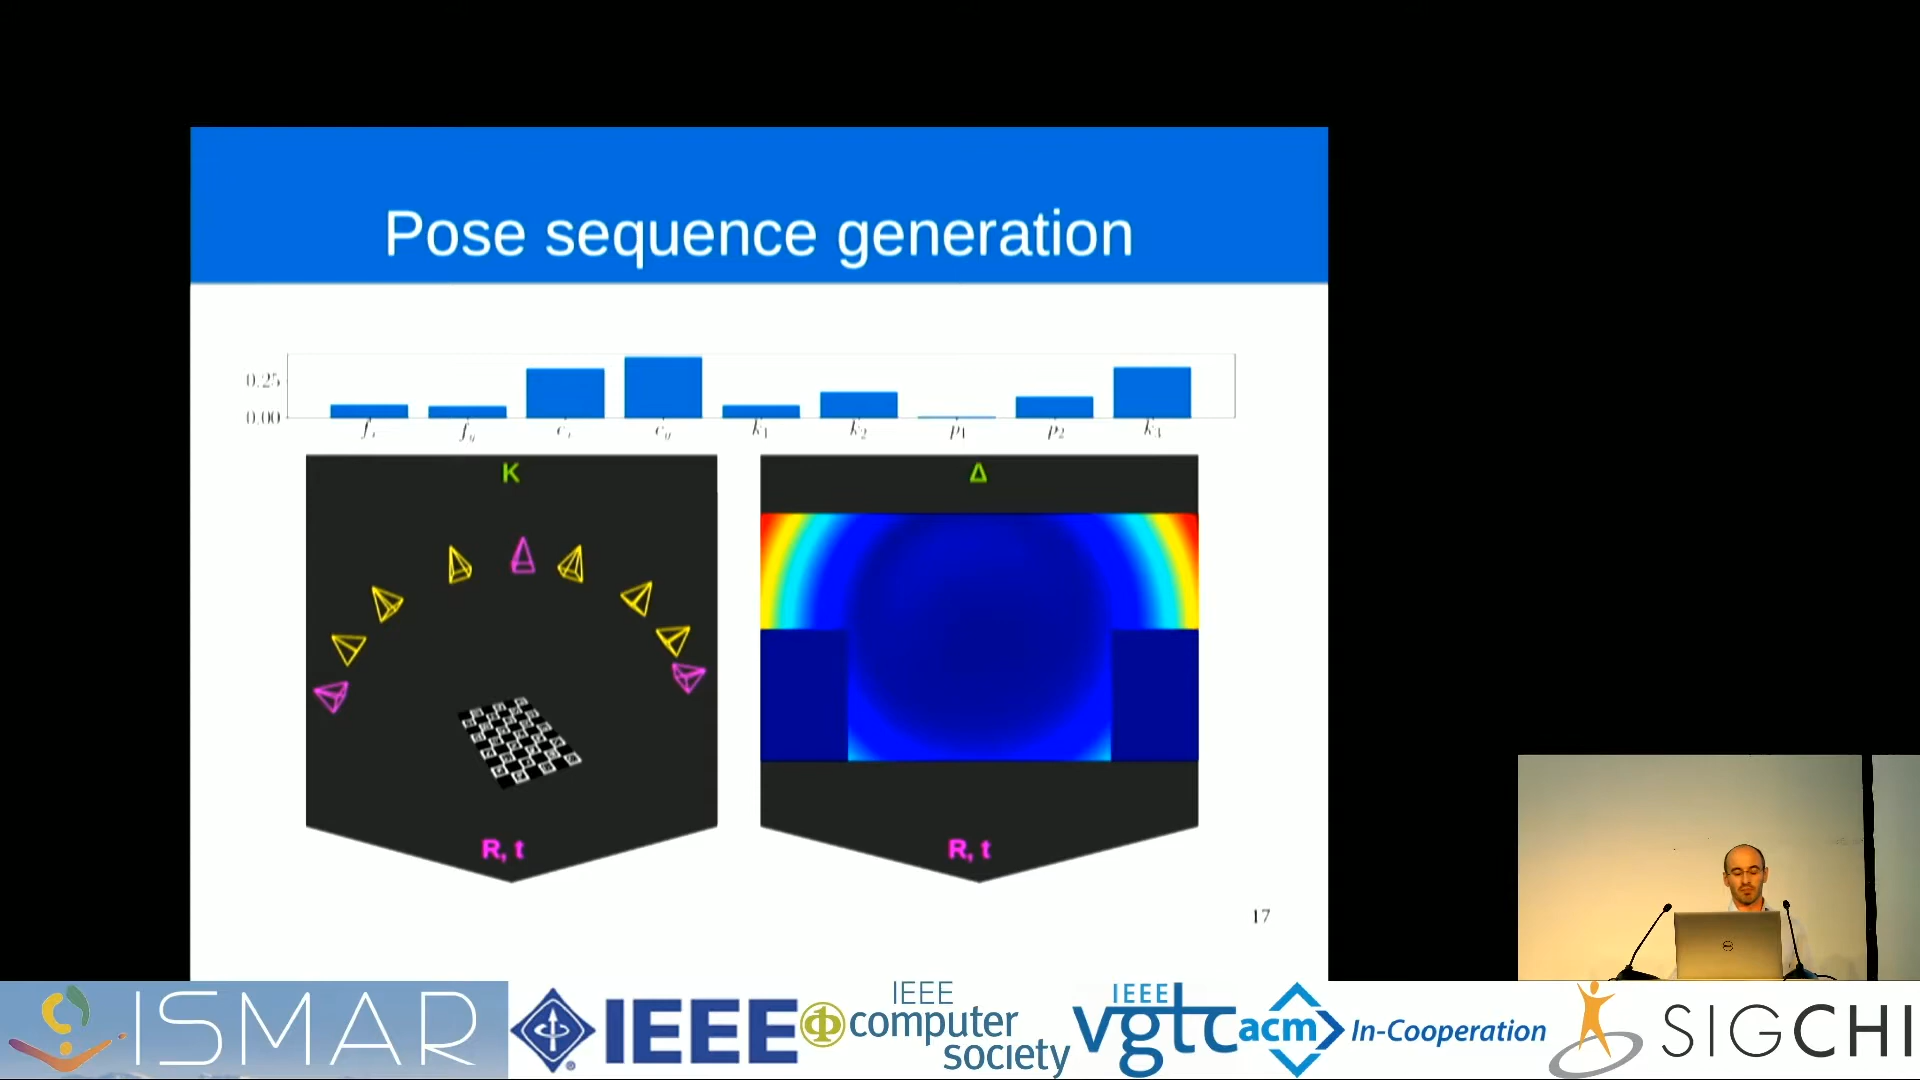 Pose sequence generation
0.25
0.00
k1 k2 p1 p2 k3
K
Δ
R, t
R, t
17
ISMAR
IEEE
IEEE
computer
society
IEEE
vgtc
acm
In-Cooperation
SIGCHI